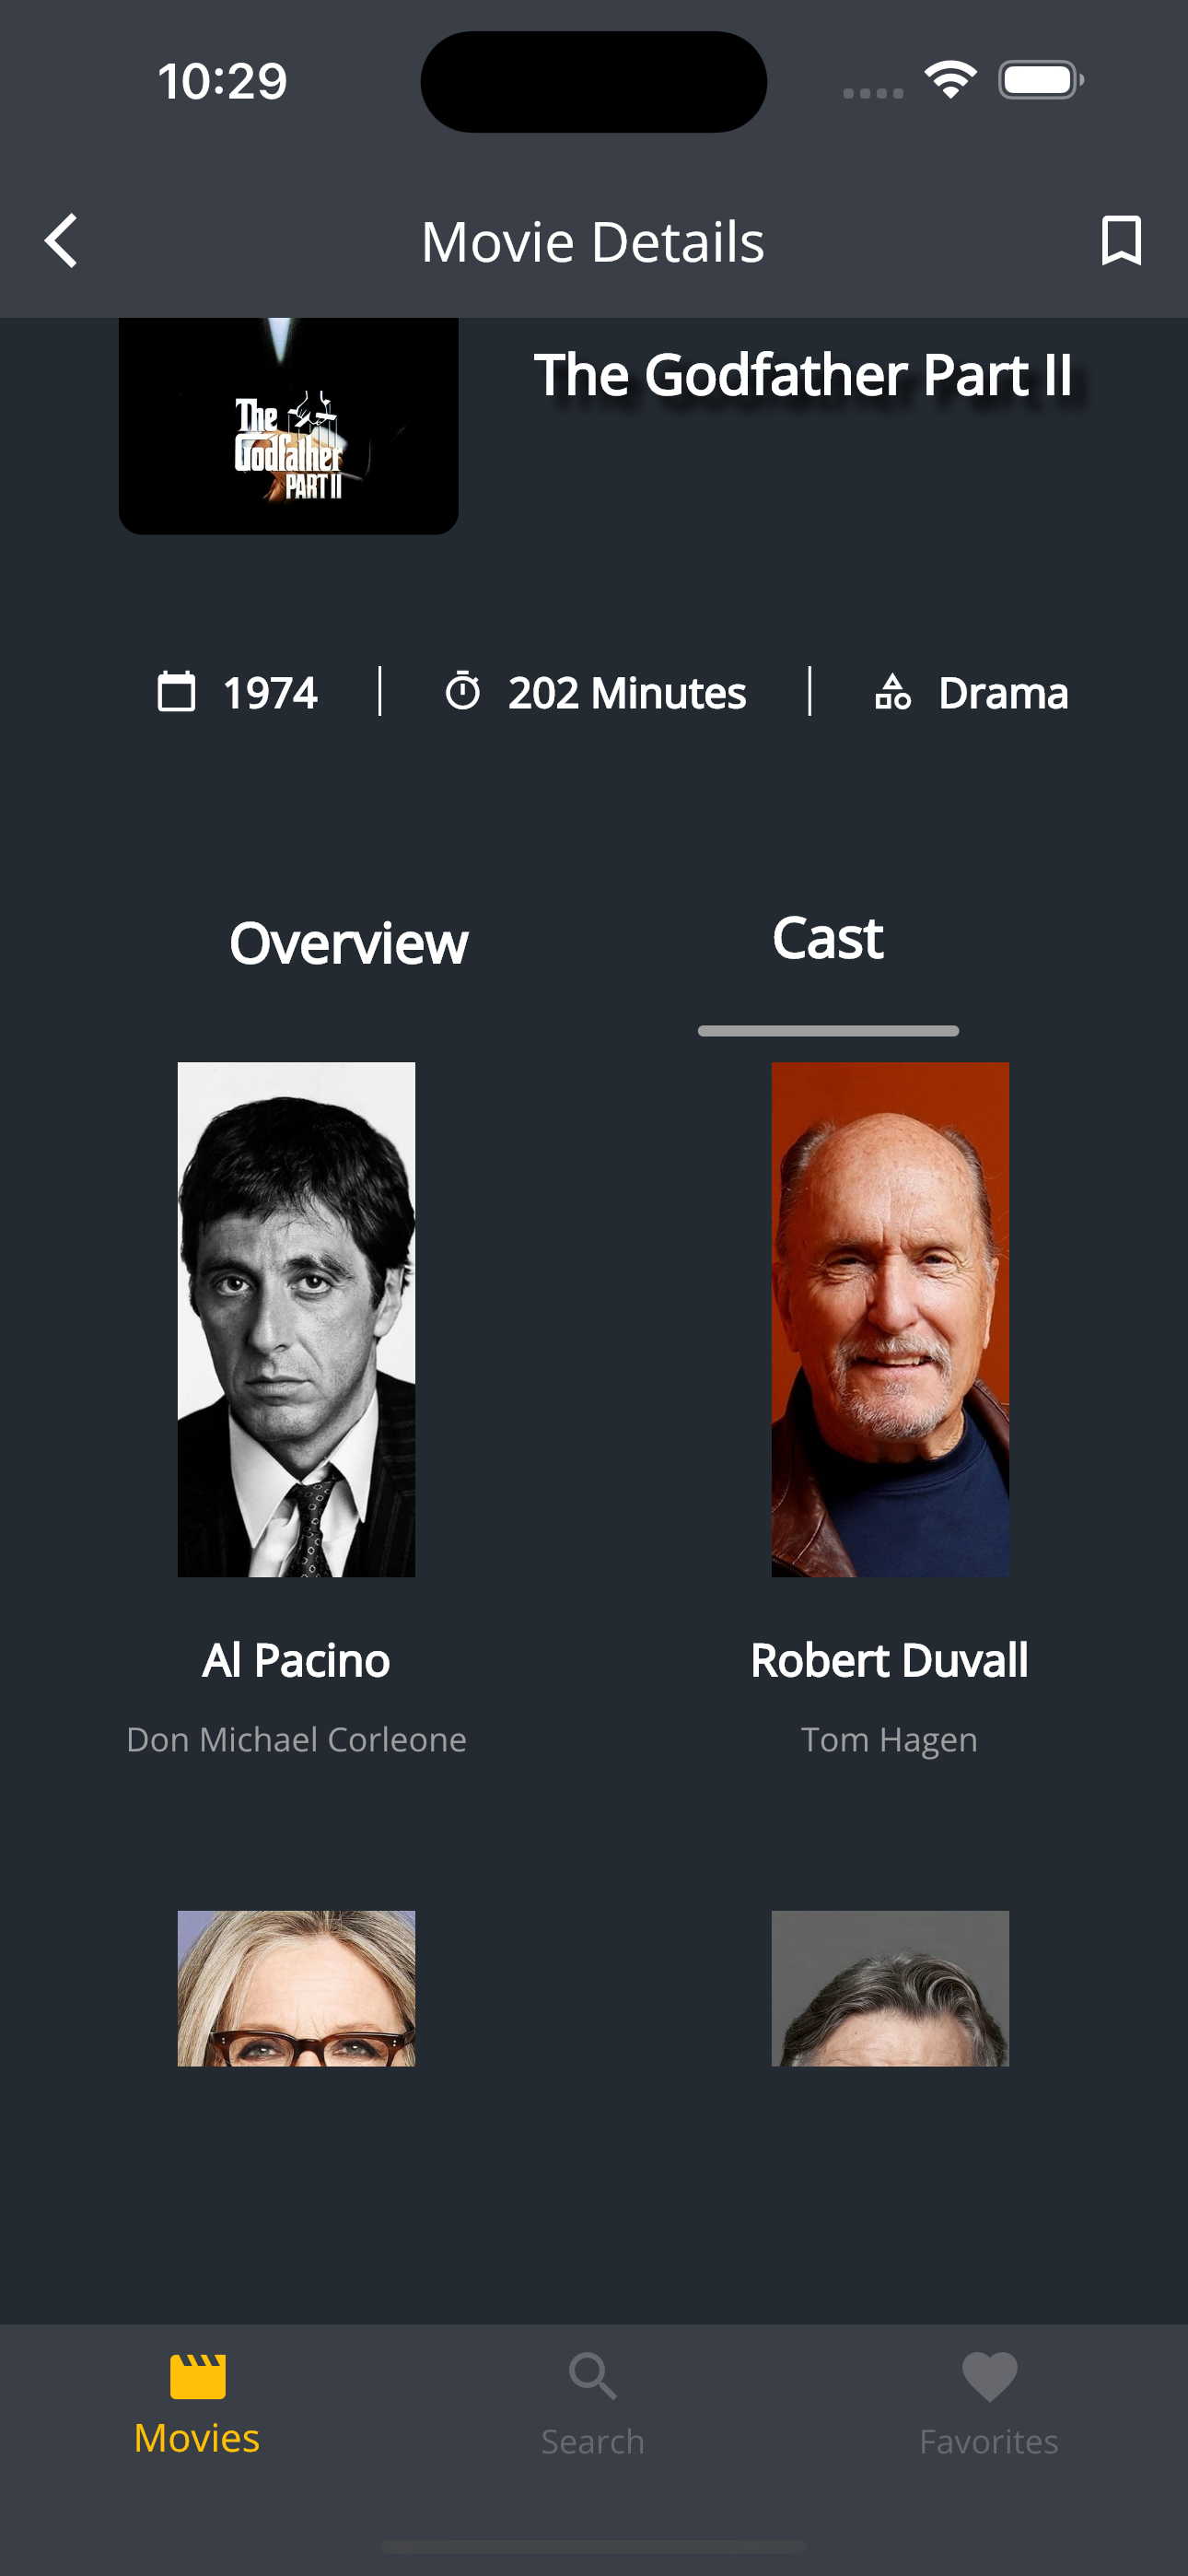 10:29
Movie Details
The Godfather Part II
The
Godfather
PART II
1974
202 Minutes
Drama
Overview
Cast
Al Pacino
Robert Duvall
Don Michael Corleone
Tom Hagen
Movies
Search
Favorites